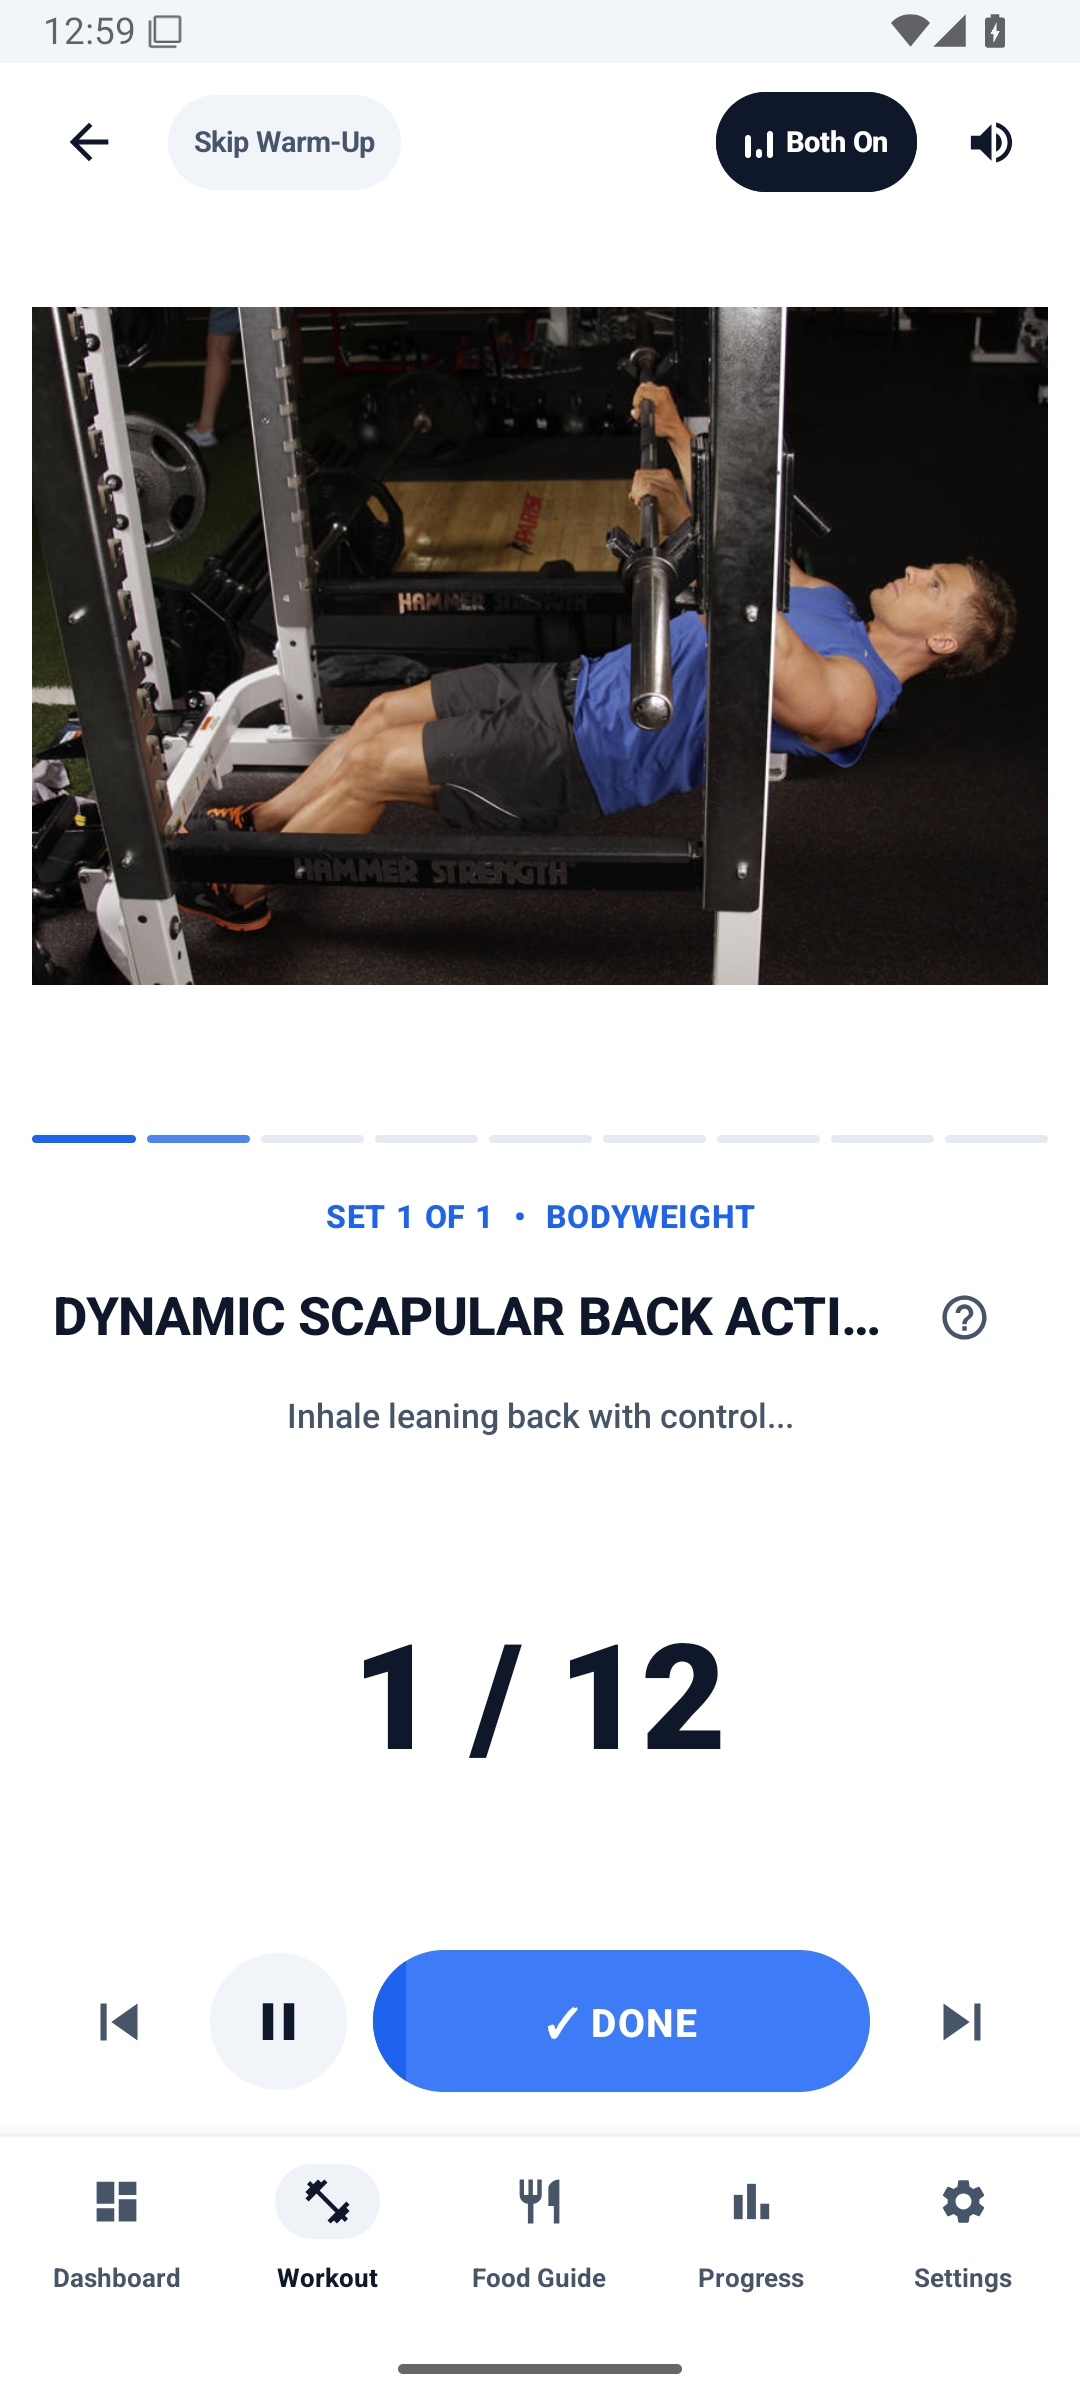 12:59
Skip Warm-Up
Both On
PARISI
HAMMER STRENGTH
HAMMER STRENGTH
SET 1 OF 1 • BODYWEIGHT
DYNAMIC SCAPULAR BACK ACTI...
Inhale leaning back with control...
1 / 12
✓ DONE
Dashboard
Workout
Food Guide
Progress
Settings